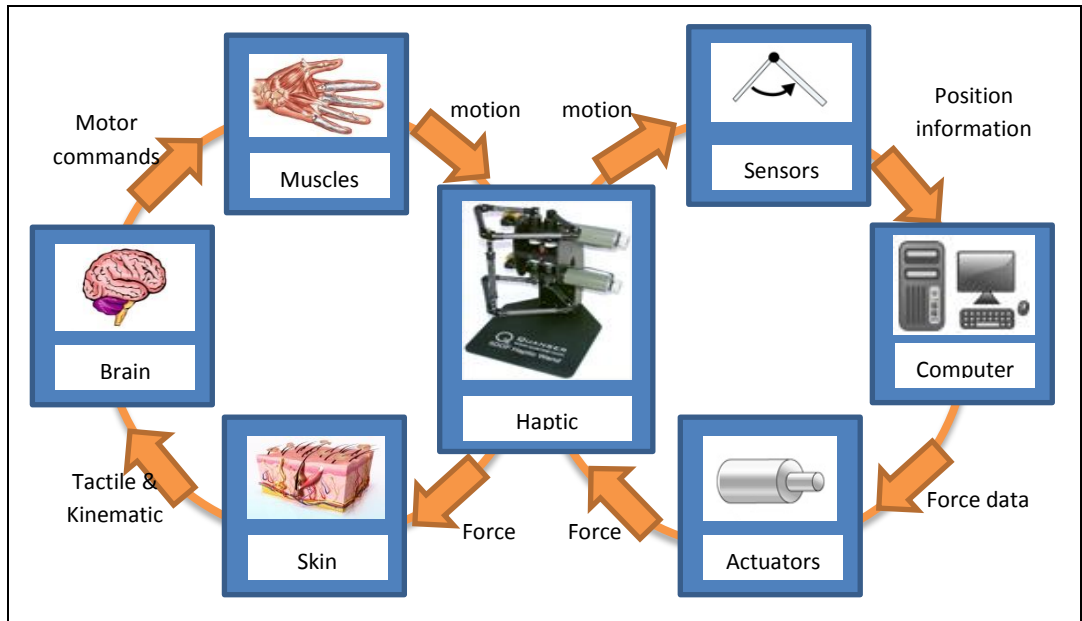 Motor
commands
Muscles
motion
motion
Sensors
Position
information
Brain
QUANSER
Haptic
Computer
Tactile &
Kinematic
Skin
Force
Force
Actuators
Force data